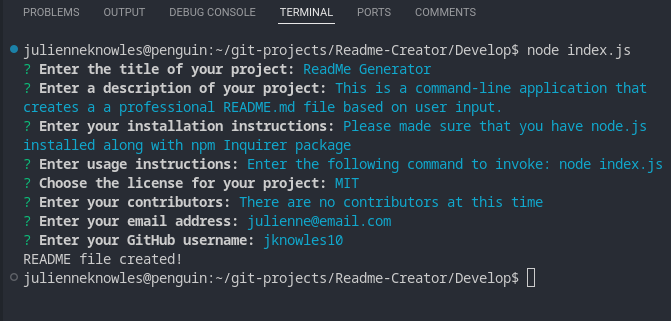 PROBLEMS OUTPUT DEBUG CONSOLE TERMINAL PORTS COMMENTS
julienneknowles@penguin:~/git-projects/Readme-Creator/Develop$ node index.js
? Enter the title of your project: ReadMe Generator
? Enter a description of your project: This is a command-line application that
creates a a professional README.md file based on user input.
? Enter your installation instructions: Please made sure that you have node.js
installed along with npm Inquirer package
? Enter usage instructions: Enter the following command to invoke: node index.js
? Choose the license for your project: MIT
? Enter your contributors: There are no contributors at this time
? Enter your email address: julienne@email.com
? Enter your GitHub username: jknowles10
README file created!
julienneknowles@penguin:~/git-projects/Readme-Creator/Develop$